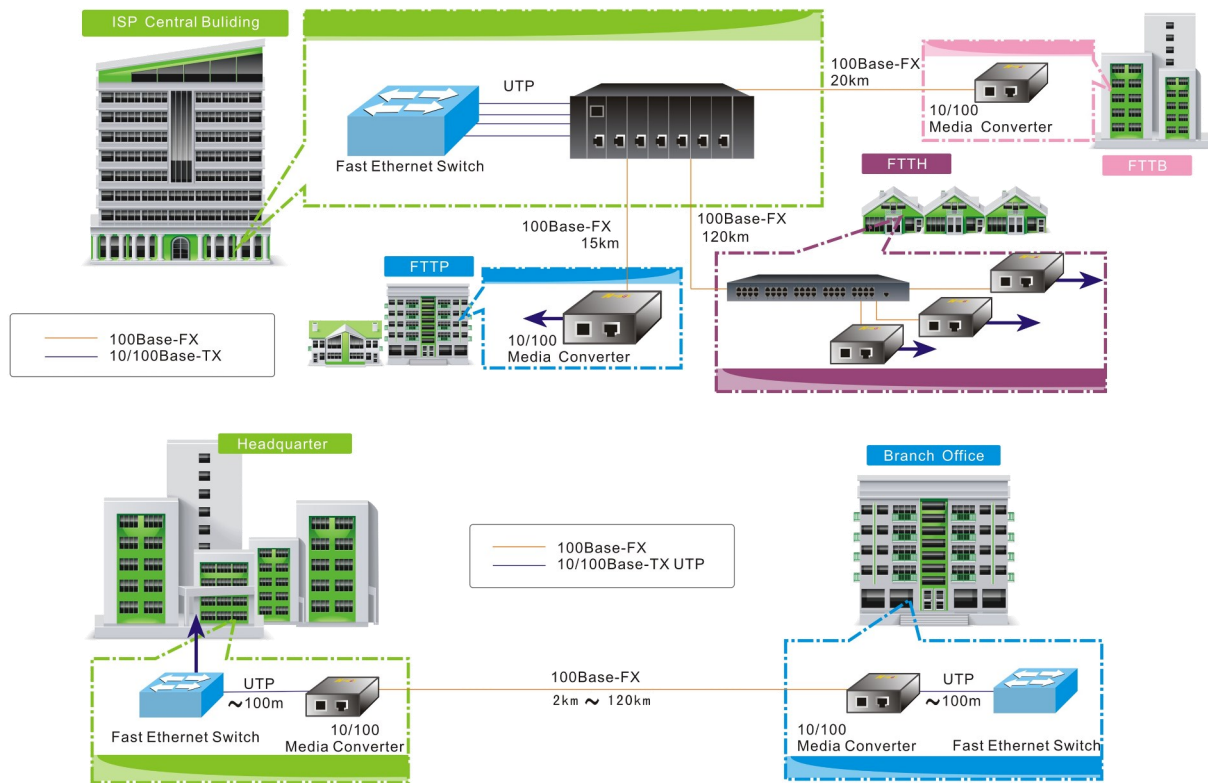 ISP Central Buliding
UTP
Fast Ethernet Switch
100Base-FX
20km
10/100
Media Converter
FTTB
FTTH
100Base-FX
15km
100Base-FX
120km
FTTP
10/100
Media Converter
100Base-FX
10/100Base-TX
Headquarter
Branch Office
100Base-FX
10/100Base-TX UTP
UTP
~100m
Fast Ethernet Switch
10/100
Media Converter
100Base-FX
2km ~ 120km
UTP
~100m
10/100
Media Converter
Fast Ethernet Switch